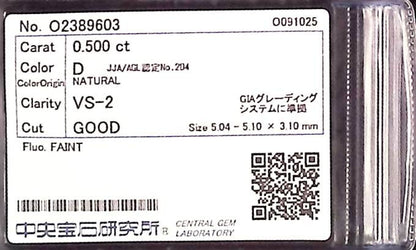 No. O2389603 O091025
Carat 0.500 ct
Color D JJA/AGL認定No.204
ColorOrigin NATURAL
Clarity VS-2 GIAグレーディング
システムに準拠
Cut GOOD Size 5.04 - 5.10 × 3.10 mm
Fluo. FAINT
中央宝石研究所® CENTRAL GEM
LABORATORY